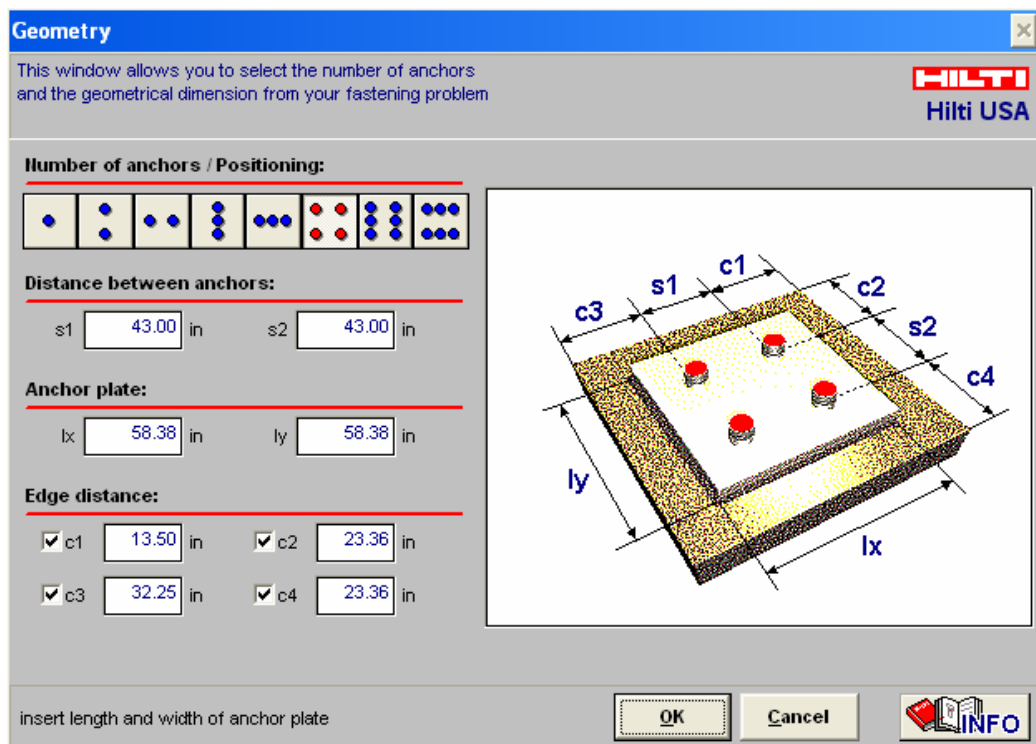 Geometry
This window allows you to select the number of anchors
and the geometrical dimension from your fastening problem
HILTI
Hilti USA
Number of anchors / Positioning:
Distance between anchors:
s1 43.00 in s2 43.00 in
Anchor plate:
lx 58.38 in ly 58.38 in
Edge distance:
c1 13.50 in c2 23.36 in
c3 32.25 in c4 23.36 in
c3 s1 c1 c2 s2 c4
ly lx
insert length and width of anchor plate
OK Cancel INFO